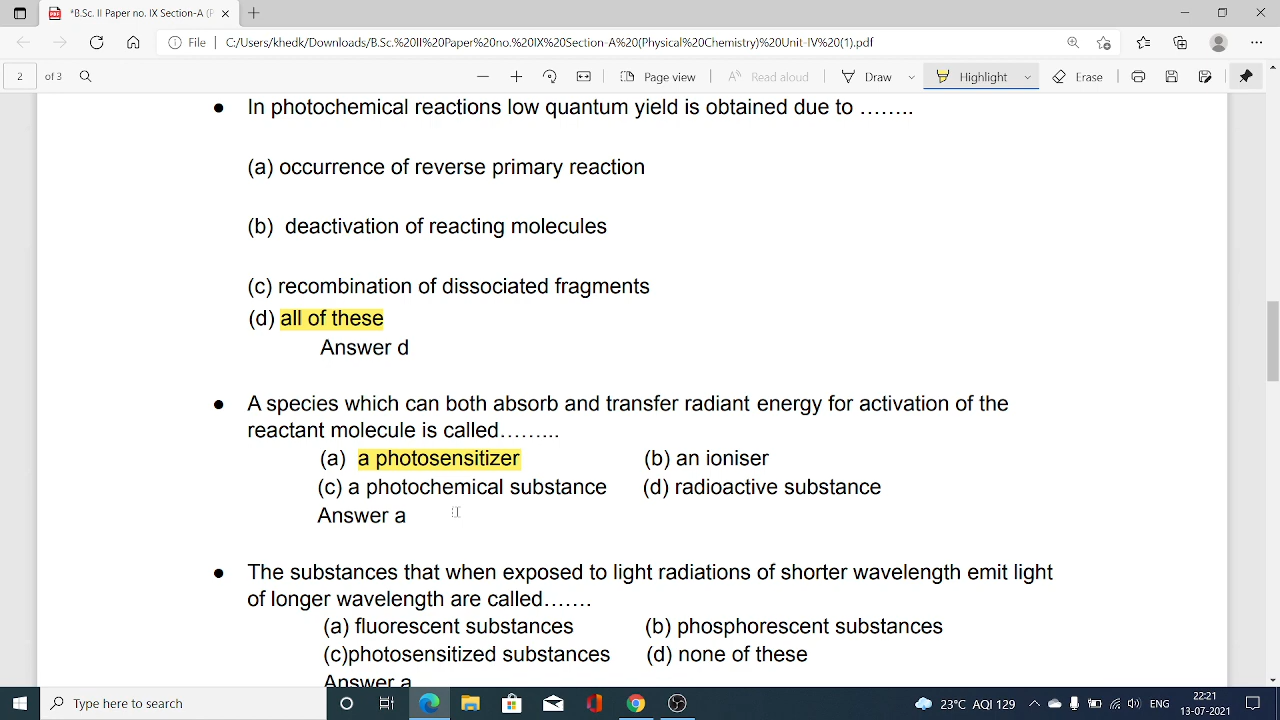 *B.Sc. II Paper no. IX Section-A (P
File | C:/Users/khedk/Downloads/B.Sc.%20II%20Paper%20no.%20IX%20Section-A%20(Physical%20Chemistry)%20Unit-IV%20(1).pdf
2 of 3 Page view Read aloud Draw Highlight Erase
● In photochemical reactions low quantum yield is obtained due to ……..
(a) occurrence of reverse primary reaction
(b) deactivation of reacting molecules
(c) recombination of dissociated fragments
(d) all of these
Answer d
● A species which can both absorb and transfer radiant energy for activation of the
reactant molecule is called………
(a) a photosensitizer (b) an ioniser
(c) a photochemical substance (d) radioactive substance
Answer a
● The substances that when exposed to light radiations of shorter wavelength emit light
of longer wavelength are called…….
(a) fluorescent substances (b) phosphorescent substances
(c)photosensitized substances (d) none of these
Answer a
Type here to search 23°C AQI 129 ENG 22:21
13-07-2021